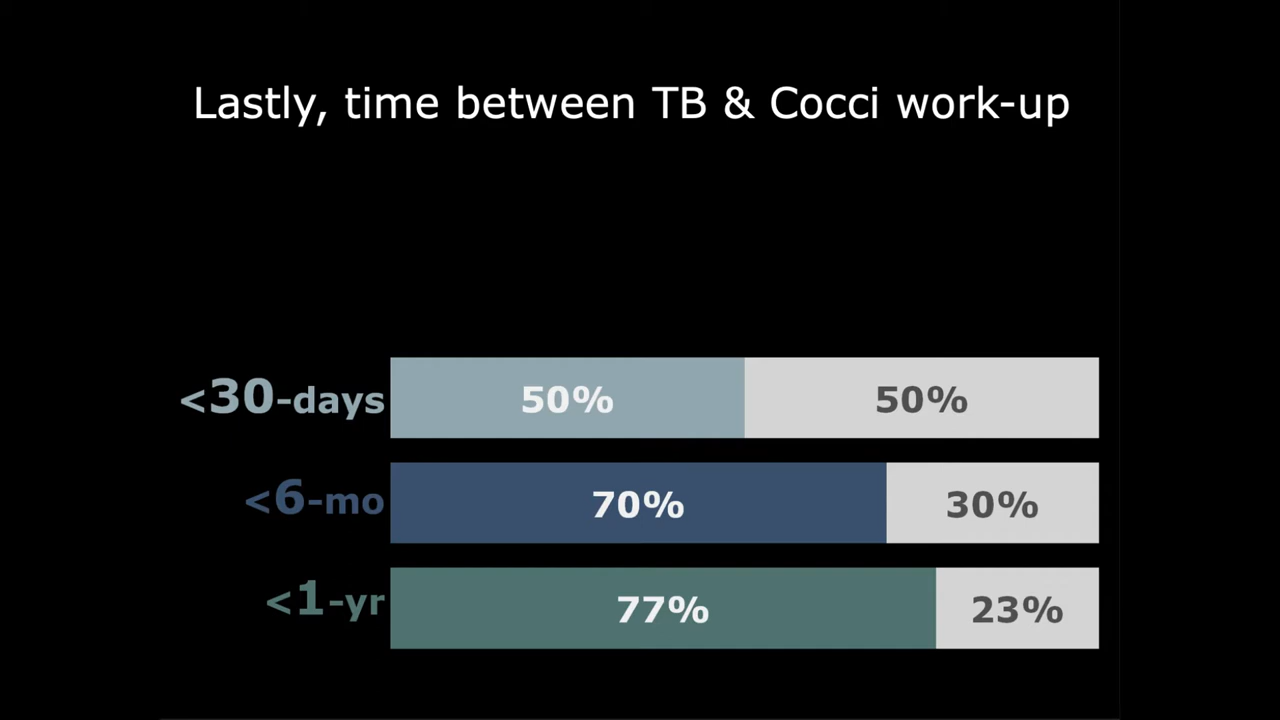 Lastly, time between TB & Cocci work-up
<30-days 50% 50%
<6-mo 70% 30%
<1-yr 77% 23%